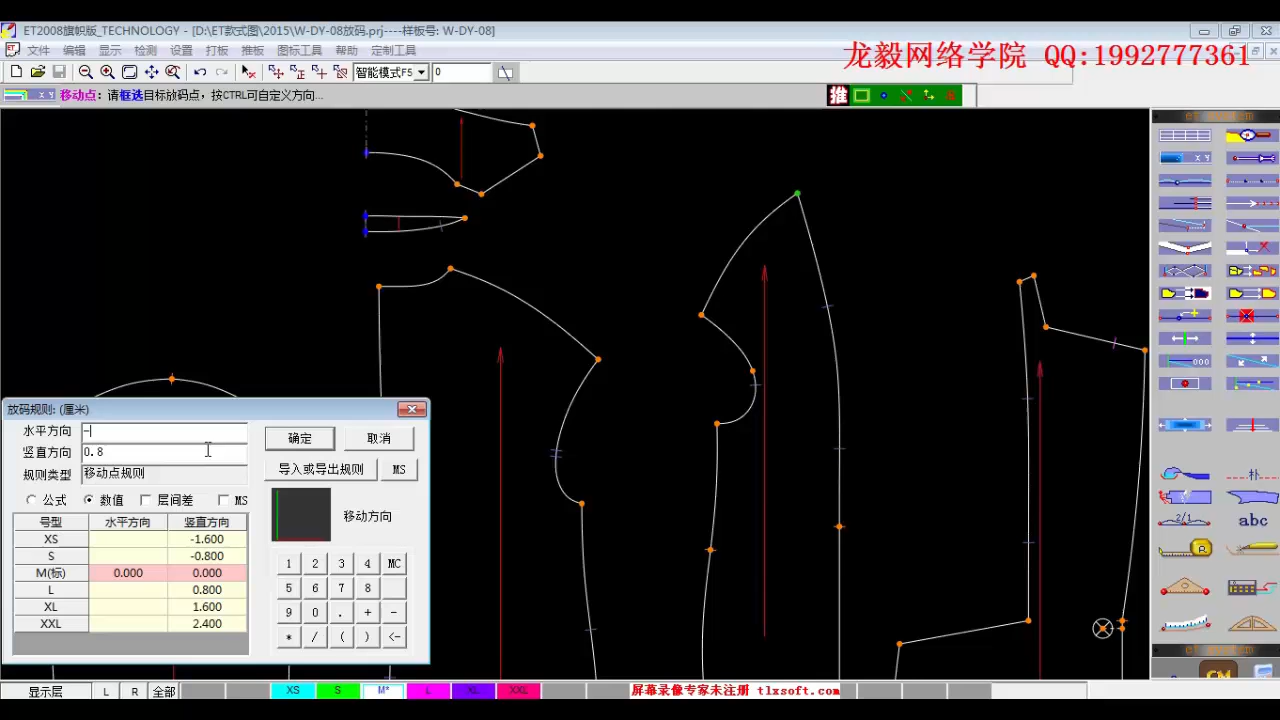 ET2008旗帜版_TECHNOLOGY - [D:\ET款式图\2015\W-DY-08放码.prj----样板号: W-DY-08]
文件 编辑 显示 检测 设置 打板 推板 图标工具 帮助 定制工具
龙毅网络学院 QQ:1992777361
智能模式F5 0
X Y 移动点: 请框选目标放码点, 按CTRL可自定义方向...
推
X Y
000
放码规则: (厘米)
水平方向 -
竖直方向 0.8
规则类型 移动点规则
确定 取消
导入或导出规则 MS
公式 数值 层间差 MS
移动方向
号型 水平方向 竖直方向
XS -1.600
S -0.800
M(标) 0.000 0.000
L 0.800
XL 1.600
XXL 2.400
1 2 3 4 MC
5 6 7 8
9 0 . + -
* / ( ) <-
2/1 abc
R
CM
显示层 L R 全部 XS S M* L XL XXL 屏幕录像专家未注册 tlxsoft.com